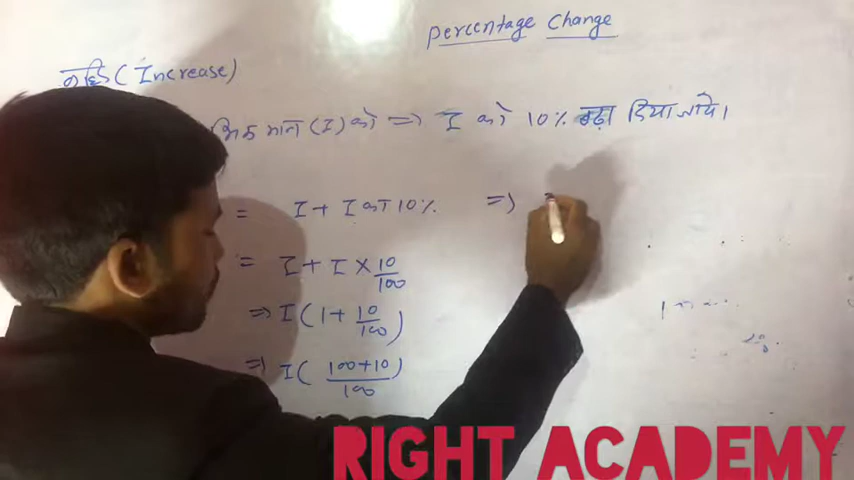 Percentage Change
वृद्धि (Increase)
मान (I) को => I को 10% बढ़ा दिया जाये।
= I + I का 10% =>
= I + I × 10/100
=> I(1 + 10/100)
=> I(100+10/100)
RIGHT ACADEMY